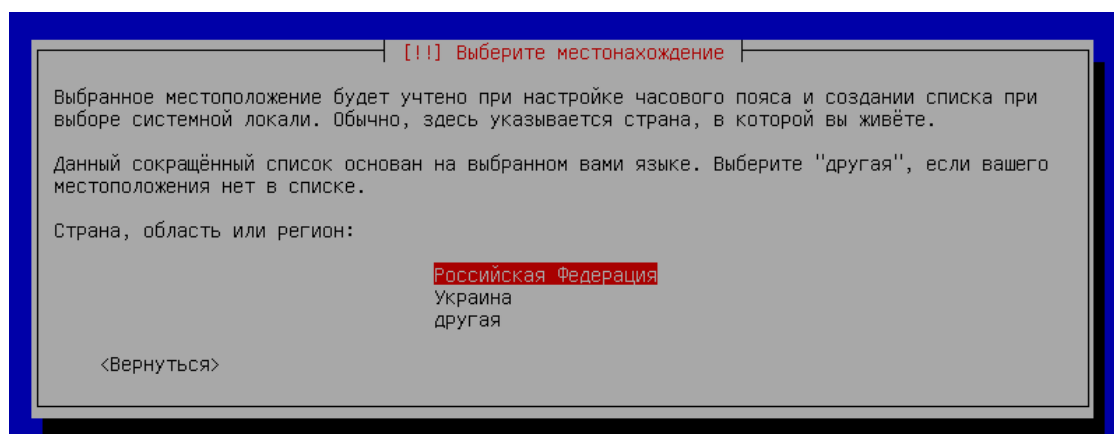 [!!] Выберите местонахождение
Выбранное местоположение будет учтено при настройке часового пояса и создании списка при
выборе системной локали. Обычно, здесь указывается страна, в которой вы живёте.
Данный сокращённый список основан на выбранном вами языке. Выберите "другая", если вашего
местоположения нет в списке.
Страна, область или регион:
Российская Федерация
Украина
другая
<Вернуться>